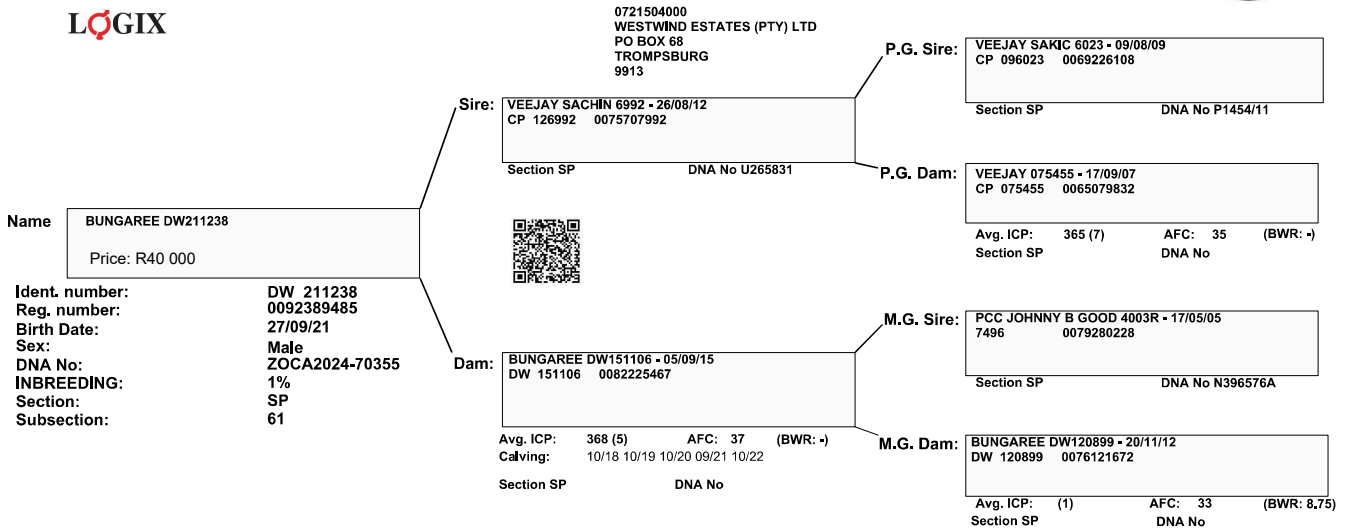 LOGIX
0721504000
WESTWIND ESTATES (PTY) LTD
PO BOX 68
TROMPSBURG
9913
Name
BUNGAREE DW211238
Price: R40 000
Ident. number: DW 211238
Reg. number: 0092389485
Birth Date: 27/09/21
Sex: Male
DNA No: ZOCA2024-70355
INBREEDING: 1%
Section: SP
Subsection: 61
Sire:
VEEJAY SACHIN 6992 - 26/08/12
CP 126992 0075707992
Section SP DNA No U265831
Dam:
BUNGAREE DW151106 - 05/09/15
DW 151106 0082225467
Avg. ICP: 368 (5) AFC: 37 (BWR: -)
Calving: 10/18 10/19 10/20 09/21 10/22
Section SP DNA No
P.G. Sire:
VEEJAY SAKIC 6023 - 09/08/09
CP 096023 0069226108
Section SP DNA No P1454/11
P.G. Dam:
VEEJAY 075455 - 17/09/07
CP 075455 0065079832
Avg. ICP: 365 (7) AFC: 35 (BWR: -)
Section SP DNA No
M.G. Sire:
PCC JOHNNY B GOOD 4003R - 17/05/05
7496 0079280228
Section SP DNA No N396576A
M.G. Dam:
BUNGAREE DW120899 - 20/11/12
DW 120899 0076121672
Avg. ICP: (1) AFC: 33 (BWR: 8.75)
Section SP DNA No